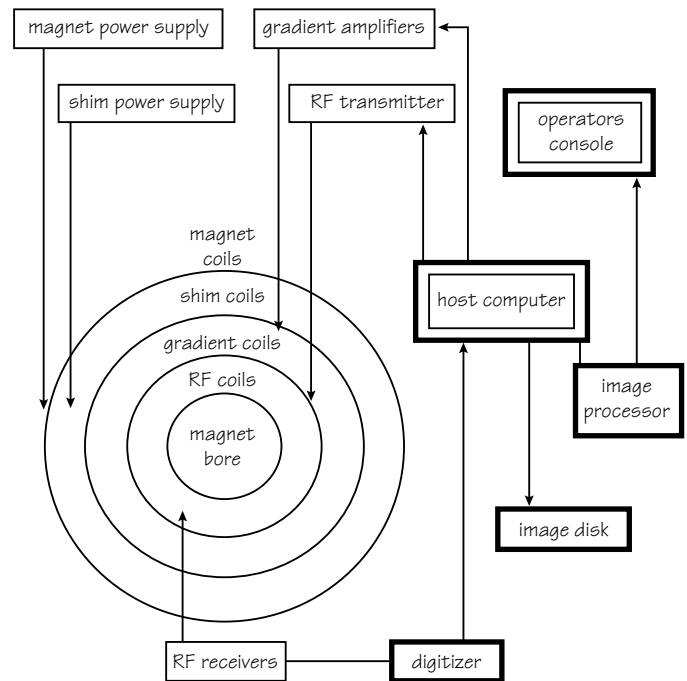 magnet power supply
gradient amplifiers
shim power supply
RF transmitter
operators
console
magnet
coils
shim coils
host computer
gradient coils
RF coils
image
processor
magnet
bore
image disk
RF receivers
digitizer